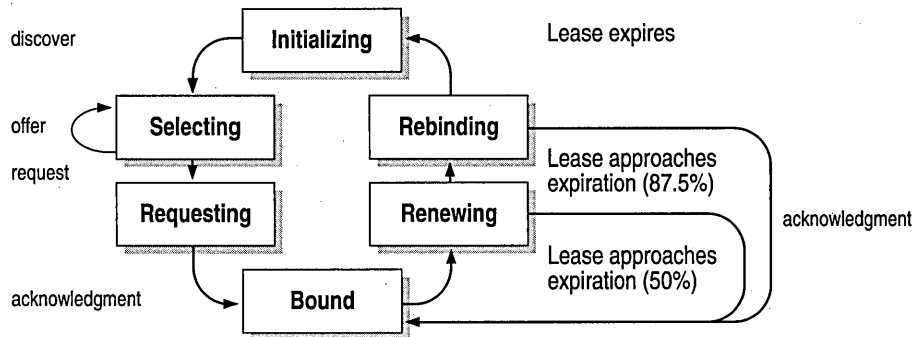 discover
Initializing
Lease expires
offer
Selecting
Rebinding
request
Lease approaches
expiration (87.5%)
Requesting
Renewing
acknowledgment
Lease approaches
expiration (50%)
acknowledgment
Bound